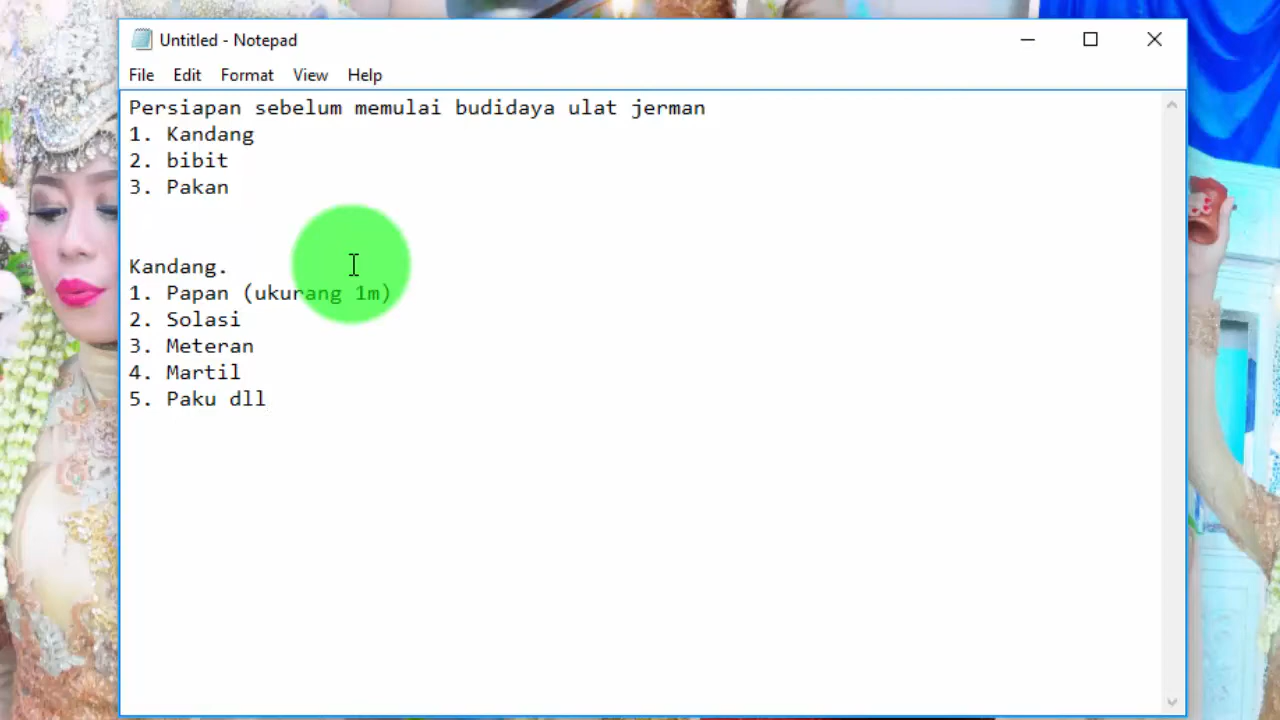 Untitled - Notepad
File Edit Format View Help
Persiapan sebelum memulai budidaya ulat jerman
1. Kandang
2. bibit
3. Pakan
Kandang.
1. Papan (ukurang 1m)
2. Solasi
3. Meteran
4. Martil
5. Paku dll